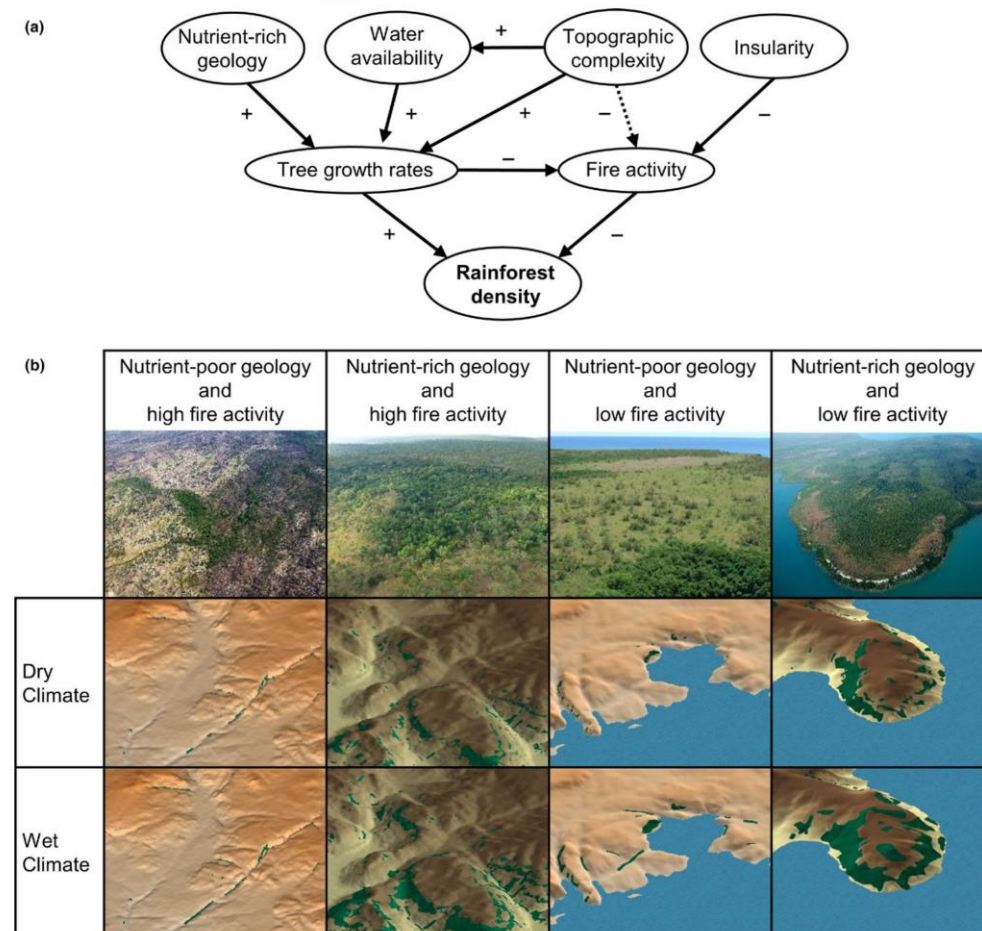 (a)
Nutrient-rich
geology
Water
availability
+
Topographic
complexity
Insularity
+
+
+
–
–
Tree growth rates
–
Fire activity
+
–
Rainforest
density
(b)
Nutrient-poor geology
and
high fire activity
Nutrient-rich geology
and
high fire activity
Nutrient-poor geology
and
low fire activity
Nutrient-rich geology
and
low fire activity
Dry
Climate
Wet
Climate